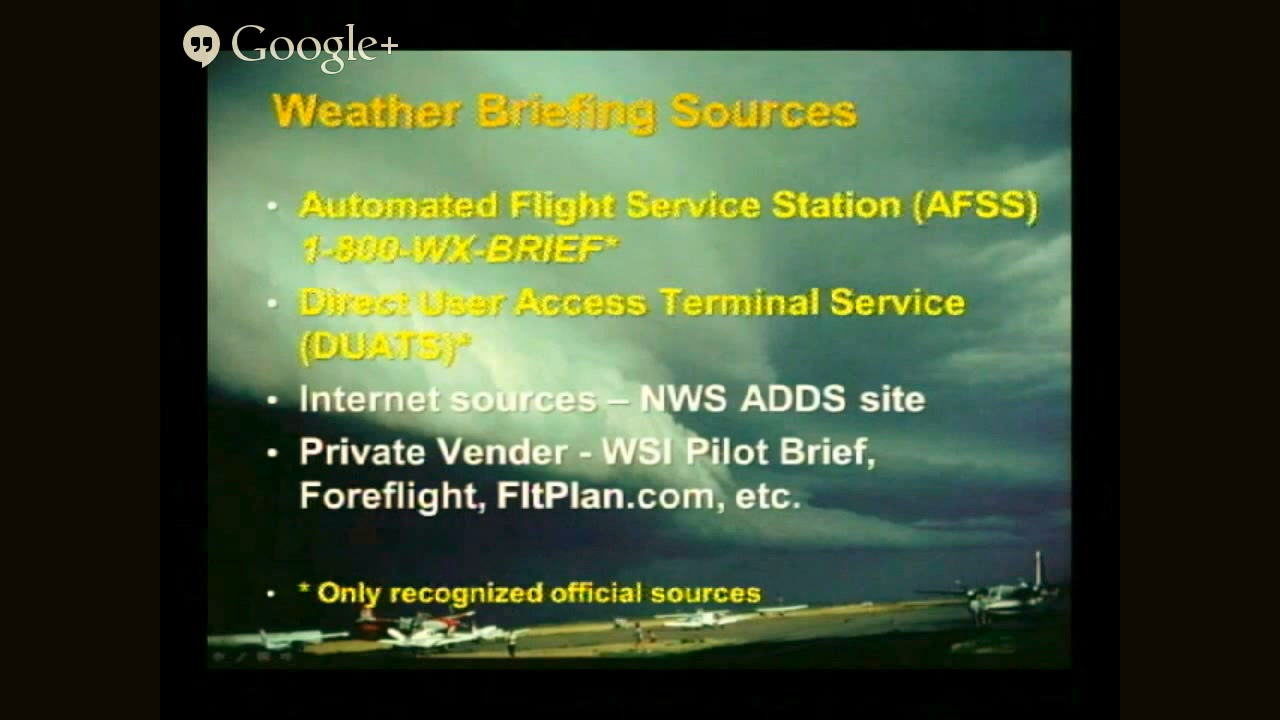 Google+
Weather Briefing Sources
• Automated Flight Service Station (AFSS)
1-800-WX-BRIEF*
• Direct User Access Terminal Service
(DUATS)*
• Internet sources – NWS ADDS site
• Private Vender - WSI Pilot Brief,
Foreflight, FltPlan.com, etc.
• * Only recognized official sources